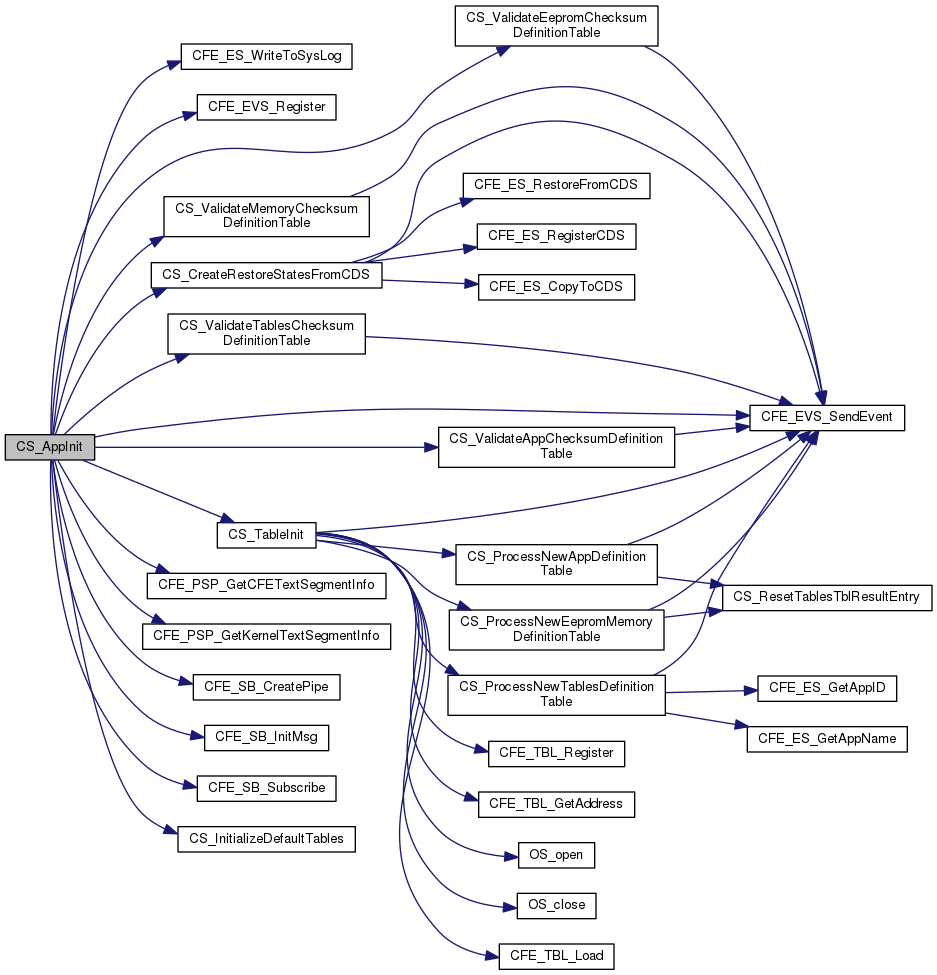 CS_ValidateEepromChecksum
DefinitionTable
CFE_ES_WriteToSysLog
CFE_EVS_Register
CS_ValidateMemoryChecksum
DefinitionTable
CFE_ES_RestoreFromCDS
CFE_ES_RegisterCDS
CS_CreateRestoreStatesFromCDS
CFE_ES_CopyToCDS
CS_ValidateTablesChecksum
DefinitionTable
CFE_EVS_SendEvent
CS_AppInit
CS_ValidateAppChecksumDefinition
Table
CS_TableInit
CS_ProcessNewAppDefinition
Table
CFE_PSP_GetCFETextSegmentInfo
CS_ResetTablesTblResultEntry
CS_ProcessNewEepromMemory
DefinitionTable
CFE_PSP_GetKernelTextSegmentInfo
CS_ProcessNewTablesDefinition
Table
CFE_SB_CreatePipe
CFE_ES_GetAppID
CFE_SB_InitMsg
CFE_ES_GetAppName
CFE_TBL_Register
CFE_SB_Subscribe
CFE_TBL_GetAddress
CS_InitializeDefaultTables
OS_open
OS_close
CFE_TBL_Load